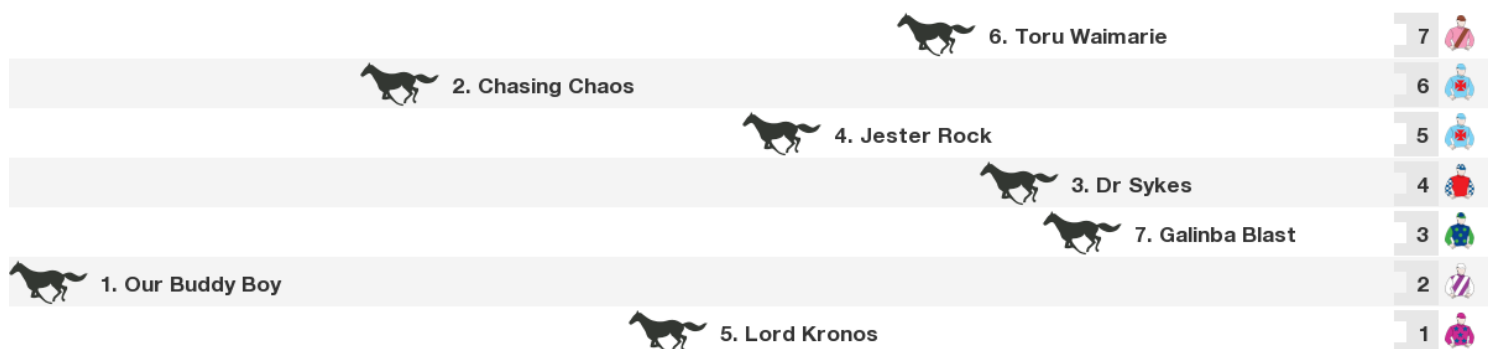 6. Toru Waimarie 7
2. Chasing Chaos 6
4. Jester Rock 5
3. Dr Sykes 4
7. Galinba Blast 3
1. Our Buddy Boy 2
5. Lord Kronos 1